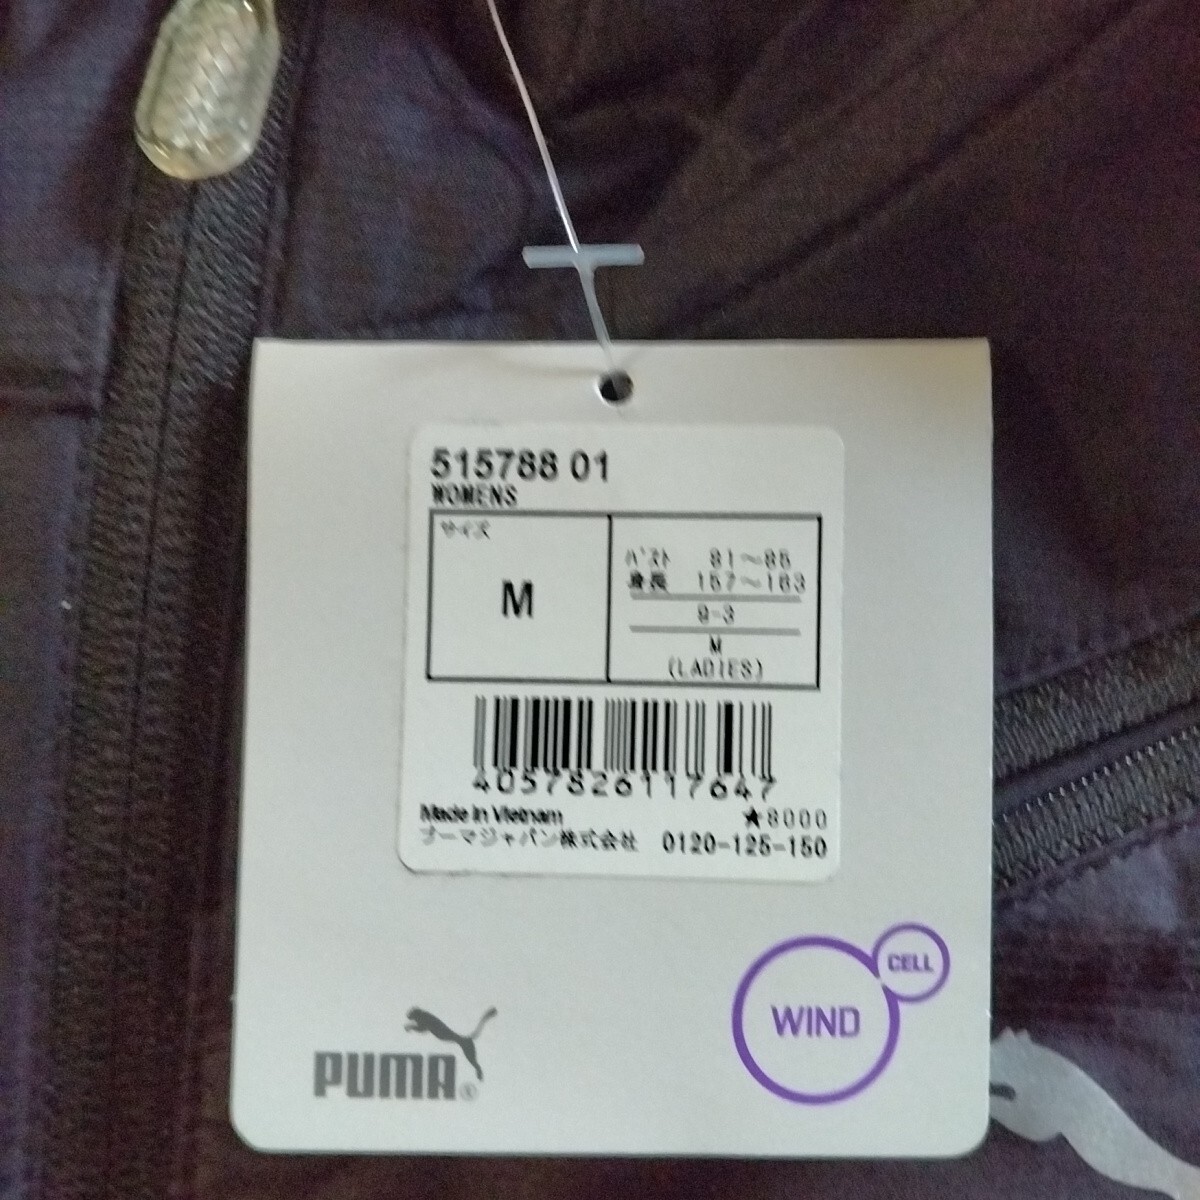 515788 01
WOMENS
サイズ
M
バスト 81～85
身長 157～163
9-3
M
(LADIES)
4057826117647
Made in Vietnam ★8000
プーマジャパン株式会社 0120-125-150
CELL
WIND
PUMA®